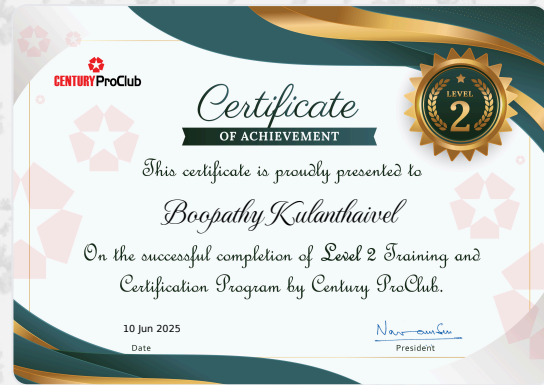 CENTURY ProClub
LEVEL
2
Certificate
OF ACHIEVEMENT
This certificate is proudly presented to
Boopathy Kulanthaivel
On the successful completion of Level 2 Training and
Certification Program by Century ProClub.
10 Jun 2025
Date
President